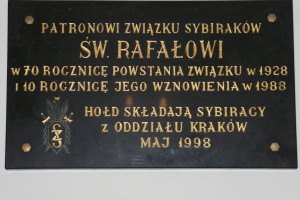 PATRONOWI ZWIĄZKU SYBIRAKÓW
ŚW. RAFAŁOWI
W 70 ROCZNICĘ POWSTANIA ZWIĄZKU W 1928
I 10 ROCZNICĘ JEGO WZNOWIENIA W 1988
HOŁD SKŁADAJĄ SYBIRACY
Z ODDZIAŁU KRAKÓW
MAJ 1998